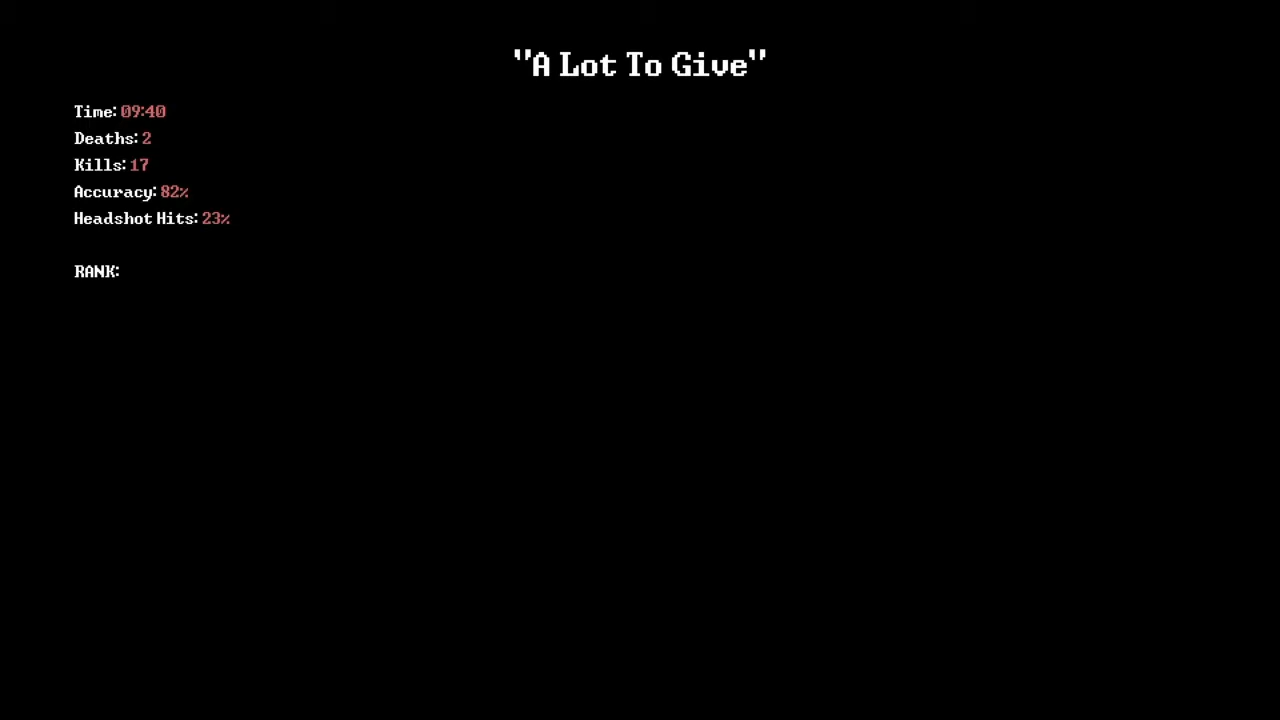 "A Lot To Give"
Time: 09:40
Deaths: 2
Kills: 17
Accuracy: 82%
Headshot Hits: 23%
RANK: